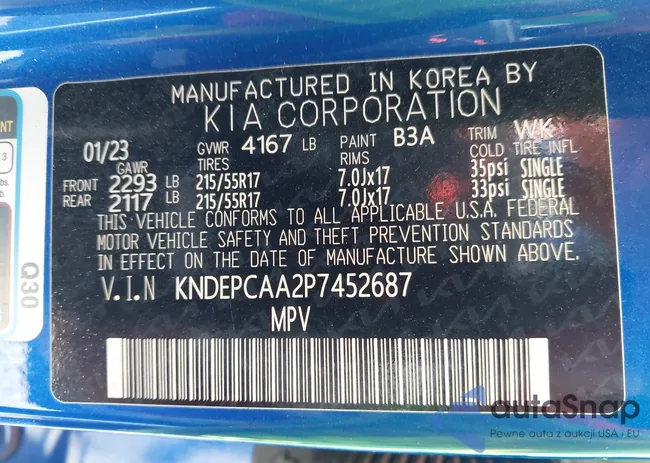 MANUFACTURED IN KOREA BY
KIA CORPORATION
01/23 GVWR 4167 LB PAINT B3A TRIM WK
GAWR TIRES RIMS COLD TIRE INFL
FRONT 2293 LB 215/55R17 7.0Jx17 35psi SINGLE
REAR 2117 LB 215/55R17 7.0Jx17 33psi SINGLE
THIS VEHICLE CONFORMS TO ALL APPLICABLE U.S.A. FEDERAL
MOTOR VEHICLE SAFETY AND THEFT PREVENTION STANDARDS
IN EFFECT ON THE DATE OF MANUFACTURE SHOWN ABOVE.
V.I.N KNDEPCAA2P7452687
MPV
Q30
3
autoSnap
Pewne auta z aukcji USA i EU